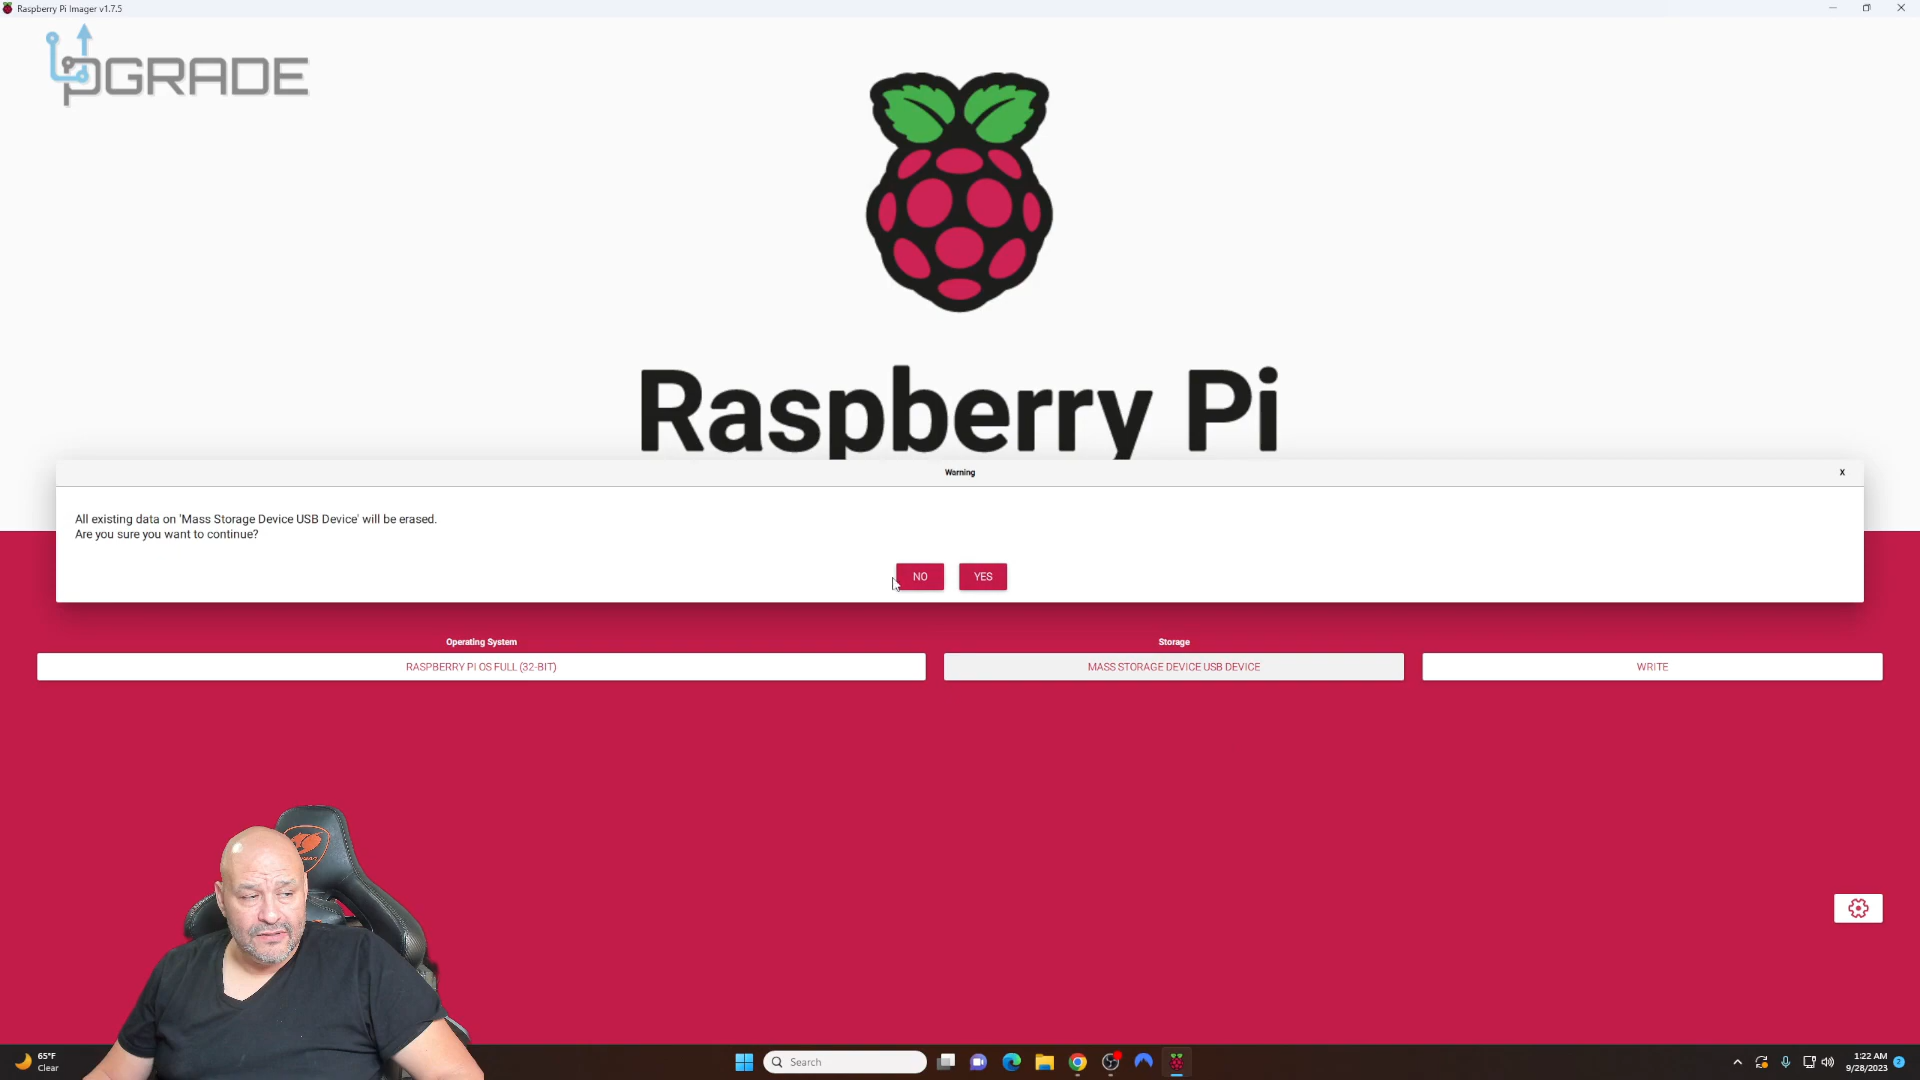 Raspberry Pi Imager v1.7.5
UPGRADE
Raspberry Pi
Warning
X
All existing data on 'Mass Storage Device USB Device' will be erased.
Are you sure you want to continue?
NO
YES
Operating System
Storage
RASPBERRY PI OS FULL (32-BIT)
MASS STORAGE DEVICE USB DEVICE
WRITE
65°F
Clear
Search
1:22 AM
9/28/2023
2